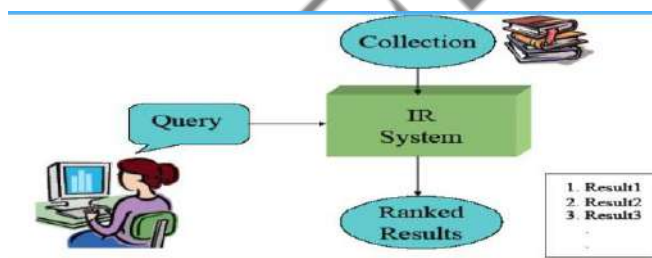 Collection
Query
IR
System
Ranked
Results
1. Result1
2. Result2
3. Result3
.
.